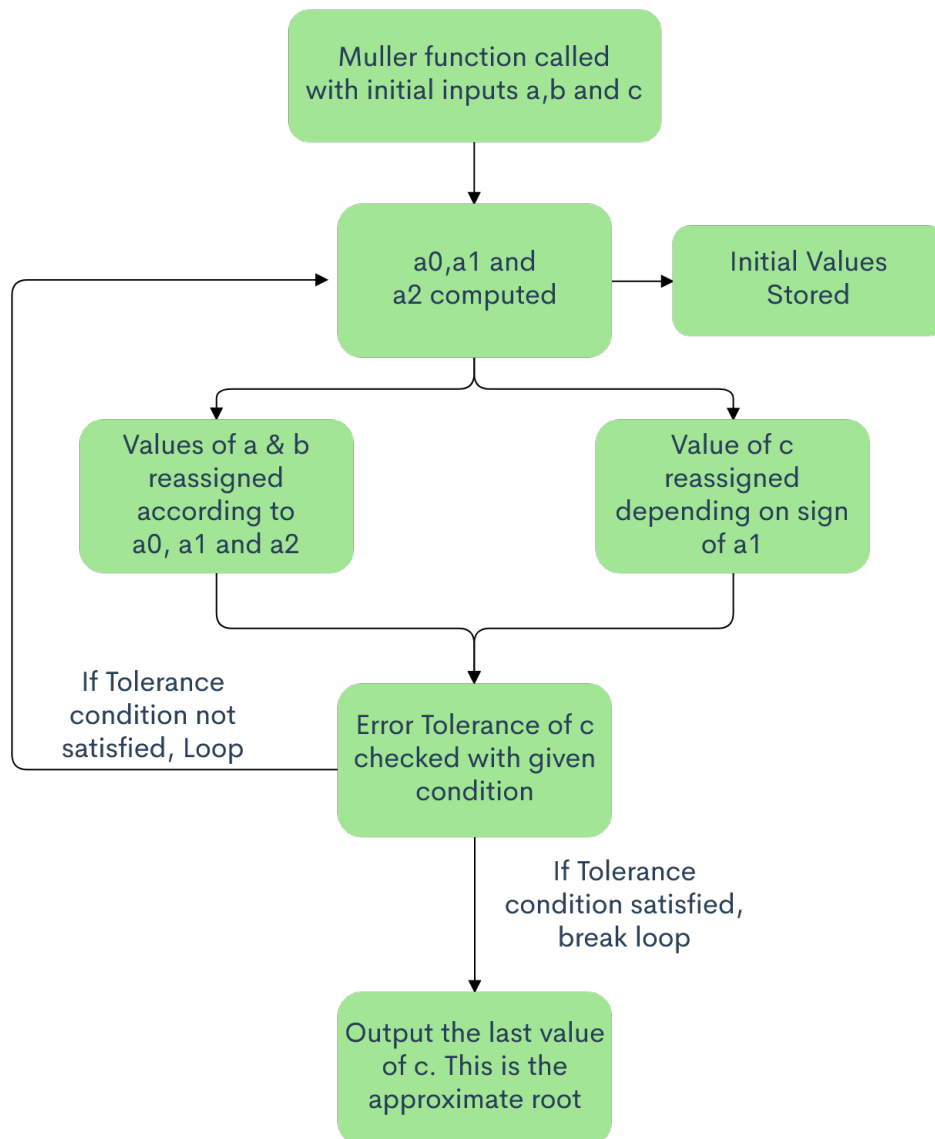 Muller function called
with initial inputs a,b and c
a0,a1 and
a2 computed
Initial Values
Stored
Values of a & b
reassigned
according to
a0, a1 and a2
Value of c
reassigned
depending on sign
of a1
If Tolerance
condition not
satisfied, Loop
Error Tolerance of c
checked with given
condition
If Tolerance
condition satisfied,
break loop
Output the last value
of c. This is the
approximate root